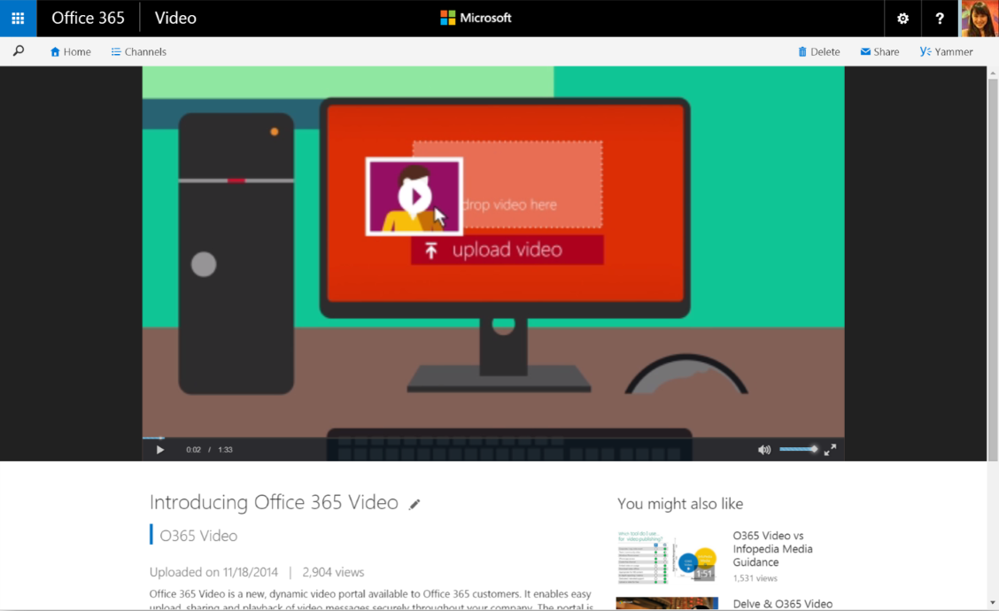 Office 365
Video
Microsoft
?
Home
Channels
Delete
Share
Yammer
drop video here
upload video
0:02 / 1:33
Introducing Office 365 Video
O365 Video
Uploaded on 11/18/2014 | 2,904 views
Office 365 Video is a new, dynamic video portal available to Office 365 customers. It enables easy
upload, sharing and playback of video messages securely throughout your company. The portal is
You might also like
for video publishing?
1:51
O365 Video vs
Infopedia Media
Guidance
1,531 views
Delve & O365 Video